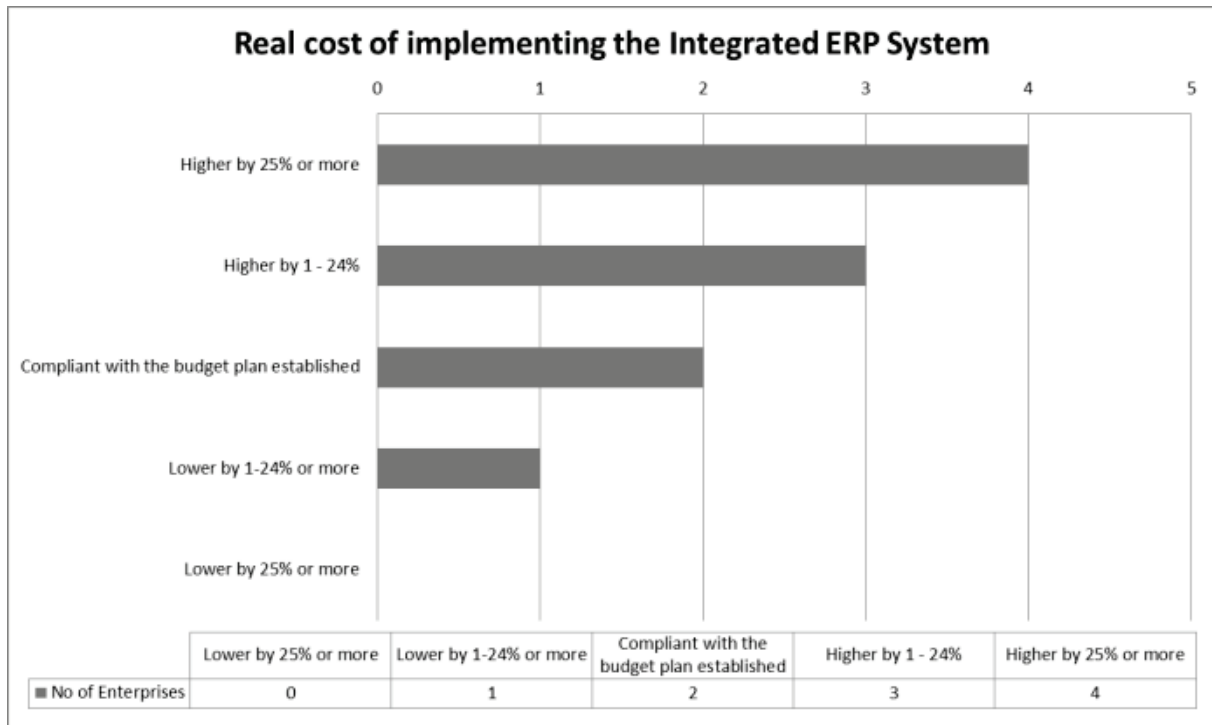 Real cost of implementing the Integrated ERP System
0 1 2 3 4 5
Higher by 25% or more
Higher by 1 - 24%
Compliant with the budget plan established
Lower by 1-24% or more
Lower by 25% or more
Lower by 25% or more Lower by 1-24% or more Compliant with the Higher by 1 - 24% Higher by 25% or more
budget plan established
No of Enterprises 0 1 2 3 4